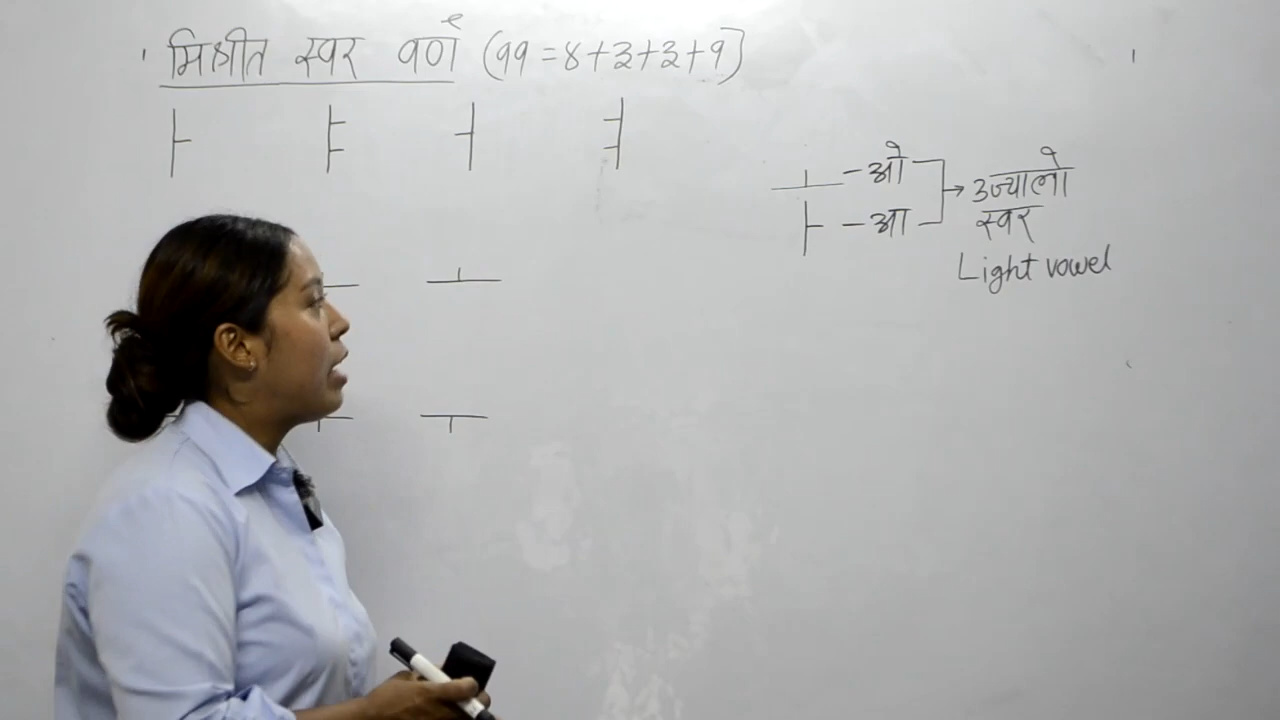 मिश्रीत स्वर वर्ण (११ = ४+३+३+१)
ㅏ ㅑ ㅓ ㅕ
ㅗ - ओ
ㅏ - आ
→ उज्यालो
स्वर
Light vowel
ㅡ ㅗ
ㅜ ㅜ